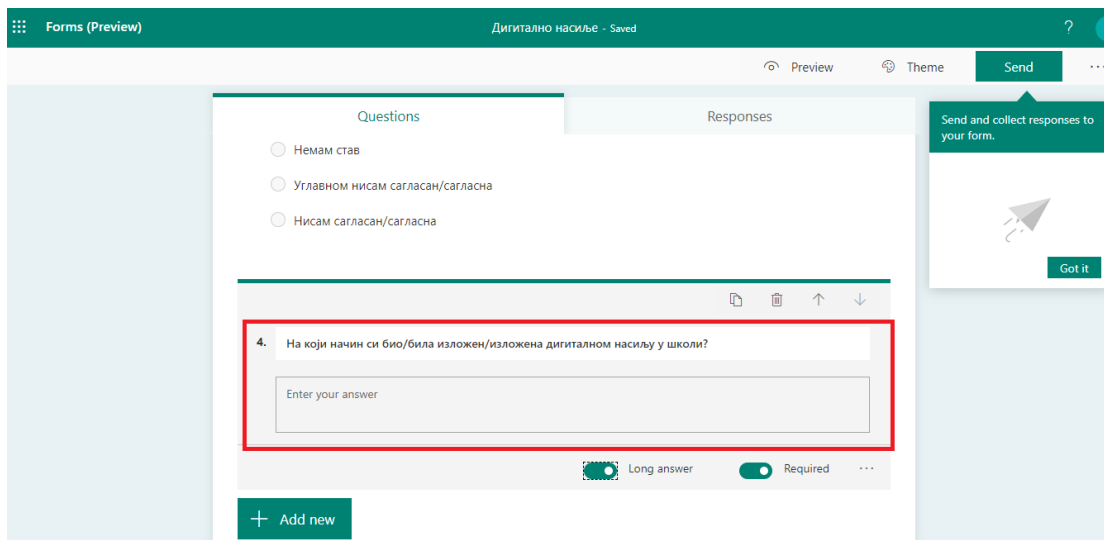 Forms (Preview)
Дигитално насиље - Saved
?
Preview
Theme
Send
...
Questions
Responses
Send and collect responses to
your form.
Немам став
Углавном нисам сагласан/сагласна
Нисам сагласан/сагласна
Got it
4. На који начин си био/била изложен/изложена дигиталном насиљу у школи?
Enter your answer
Long answer
Required
...
+ Add new